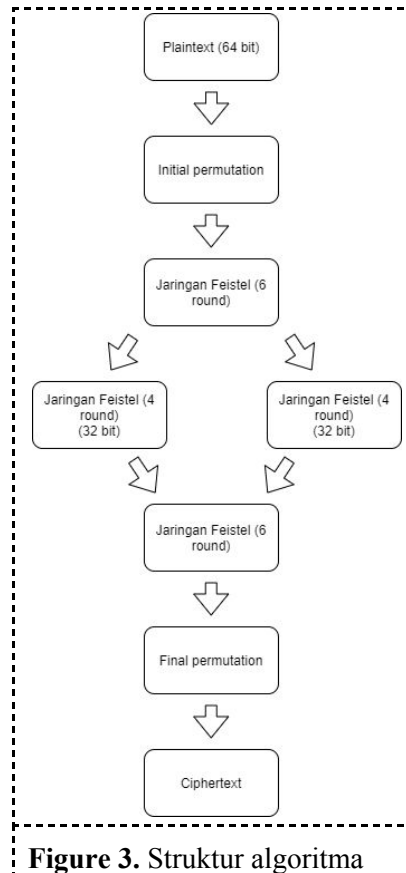 Plaintext (64 bit)
Initial permutation
Jaringan Feistel (6
round)
Jaringan Feistel (4
round)
(32 bit)
Jaringan Feistel (4
round)
(32 bit)
Jaringan Feistel (6
round)
Final permutation
Ciphertext
Figure 3. Struktur algoritma